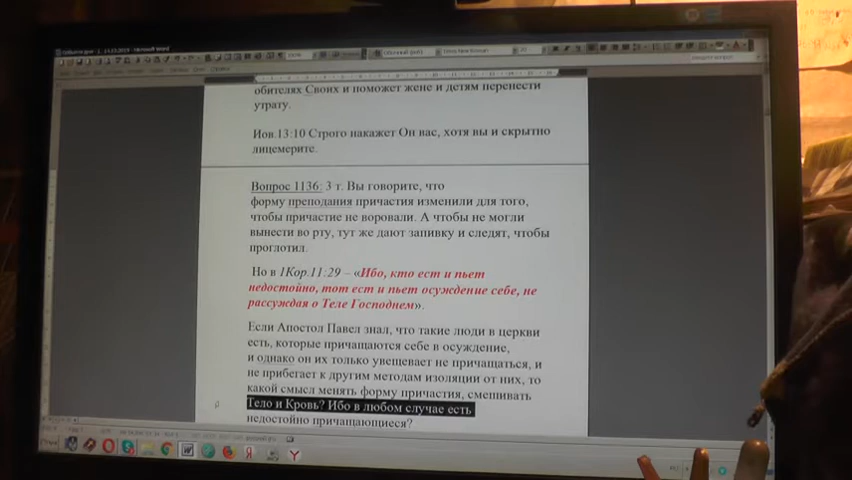 обителях Своих и поможет жене и детям перенести
утрату.
Иов.13:10 Строго накажет Он вас, хотя вы и скрытно
лицемерите.
Вопрос 1136: 3 т. Вы говорите, что
форму преподания причастия изменили для того,
чтобы причастие не воровали. А чтобы не могли
вынести во рту, тут же дают запивку и следят, чтобы
проглотил.
Но в 1Кор.11:29 – «Ибо, кто ест и пьет
недостойно, тот ест и пьет осуждение себе, не
рассуждая о Теле Господнем».
Если Апостол Павел знал, что такие люди в церкви
есть, которые причащаются себе в осуждение,
и однако он их только увещевает не причащаться, и
не прибегает к другим методам изоляции от них, то
какой смысл менять форму причастия, смешивать
Тело и Кровь? Ибо в любом случае есть
недостойно причащающиеся?